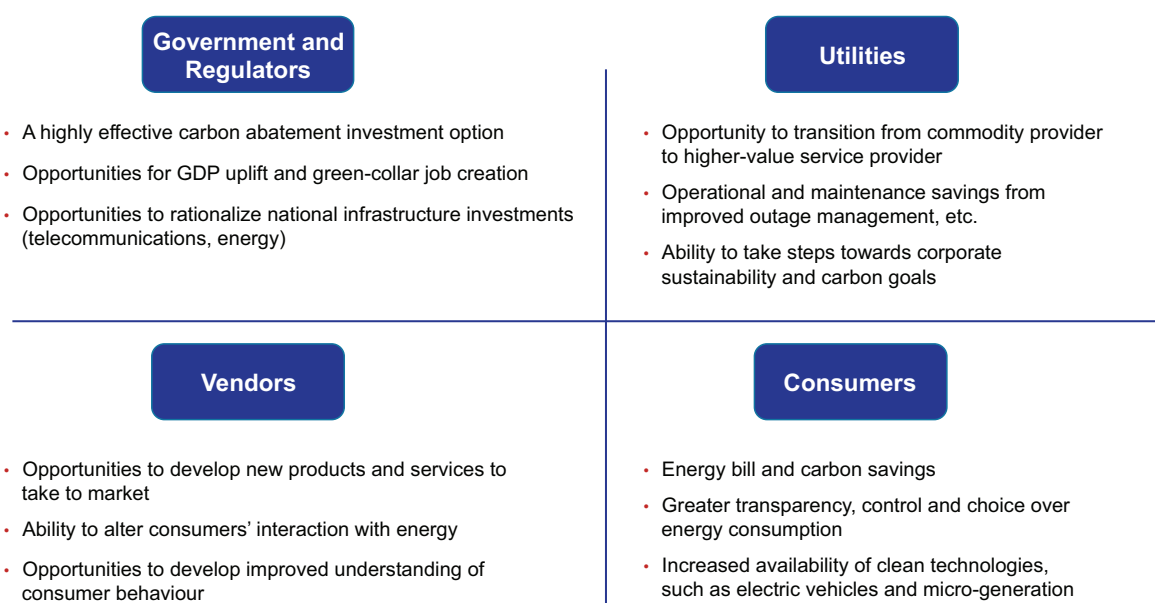 Government and
Regulators
• A highly effective carbon abatement investment option
• Opportunities for GDP uplift and green-collar job creation
• Opportunities to rationalize national infrastructure investments
(telecommunications, energy)
Utilities
• Opportunity to transition from commodity provider
to higher-value service provider
• Operational and maintenance savings from
improved outage management, etc.
• Ability to take steps towards corporate
sustainability and carbon goals
Vendors
• Opportunities to develop new products and services to
take to market
• Ability to alter consumers’ interaction with energy
• Opportunities to develop improved understanding of
consumer behaviour
Consumers
• Energy bill and carbon savings
• Greater transparency, control and choice over
energy consumption
• Increased availability of clean technologies,
such as electric vehicles and micro-generation